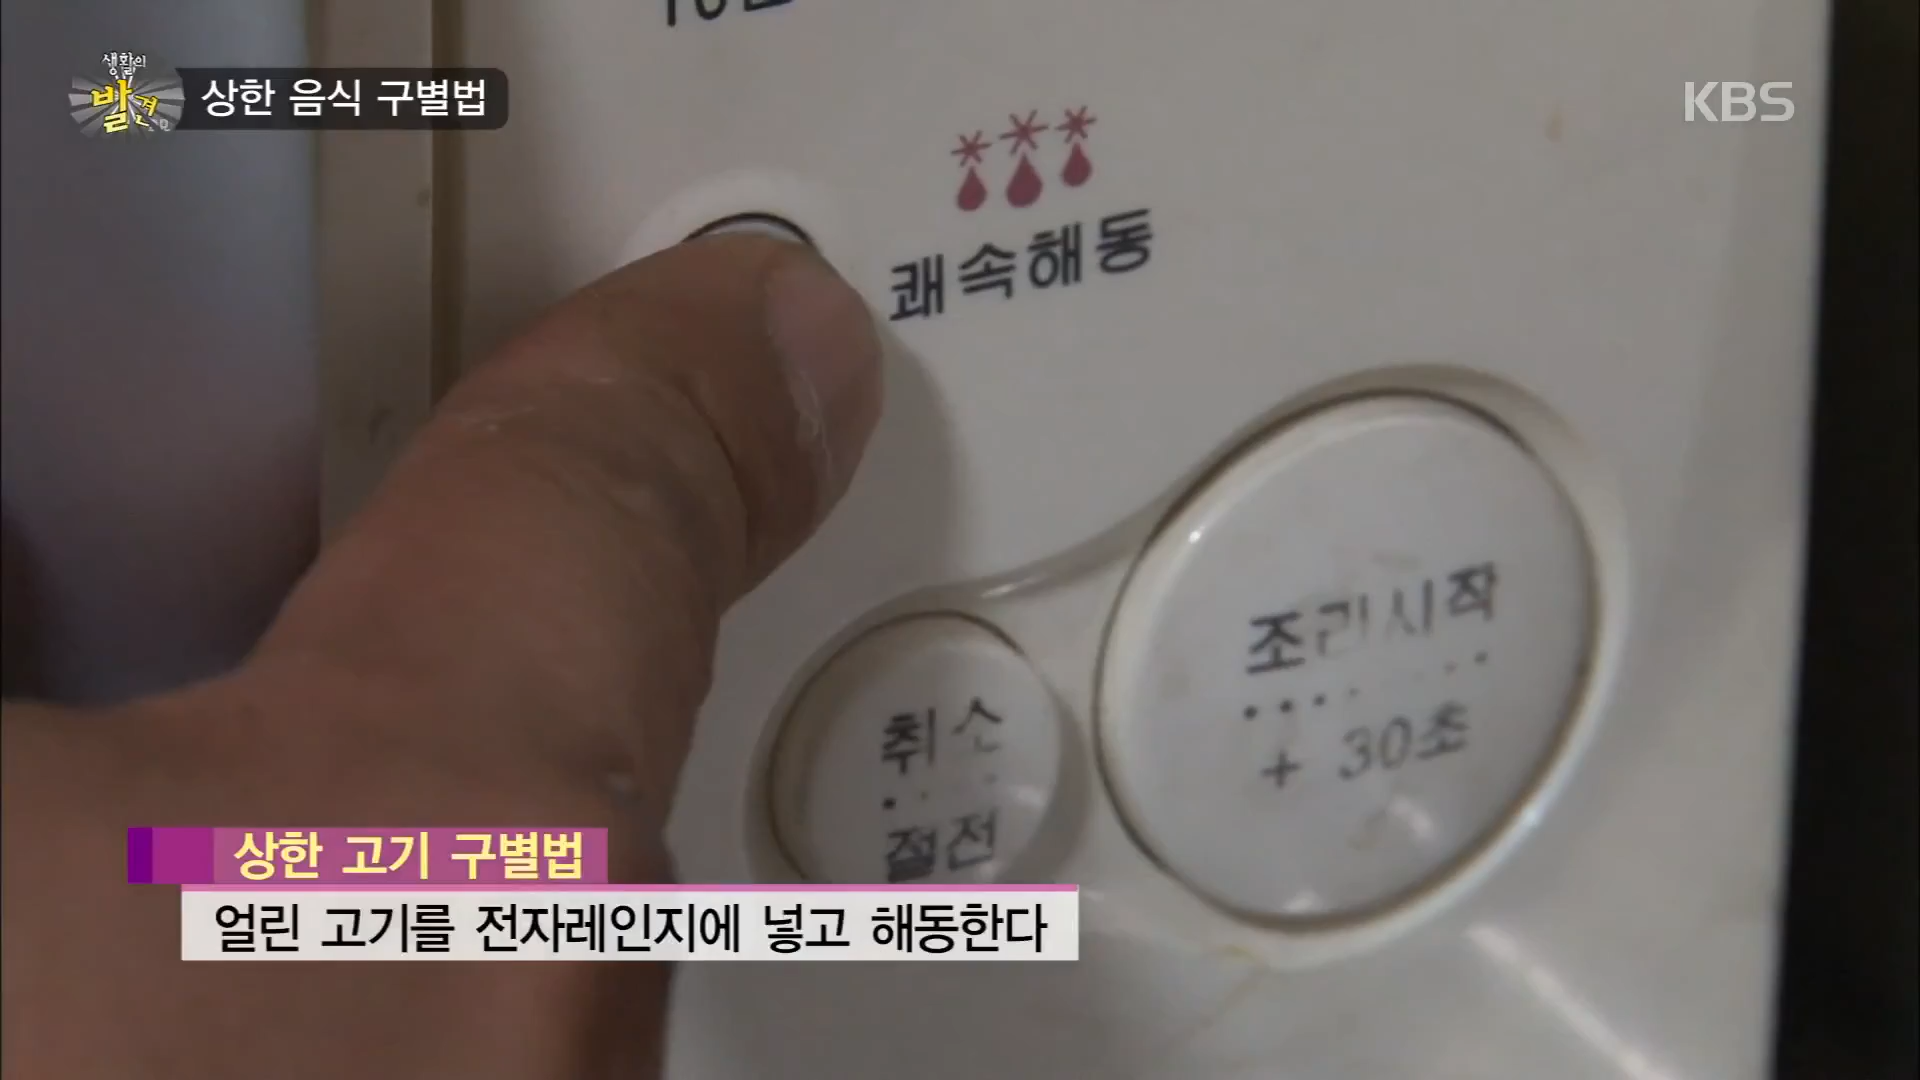 생활의
발견
상한 음식 구별법
KBS
쾌속해동
조리시작
+ 30초
취소
절전
상한 고기 구별법
얼린 고기를 전자레인지에 넣고 해동한다